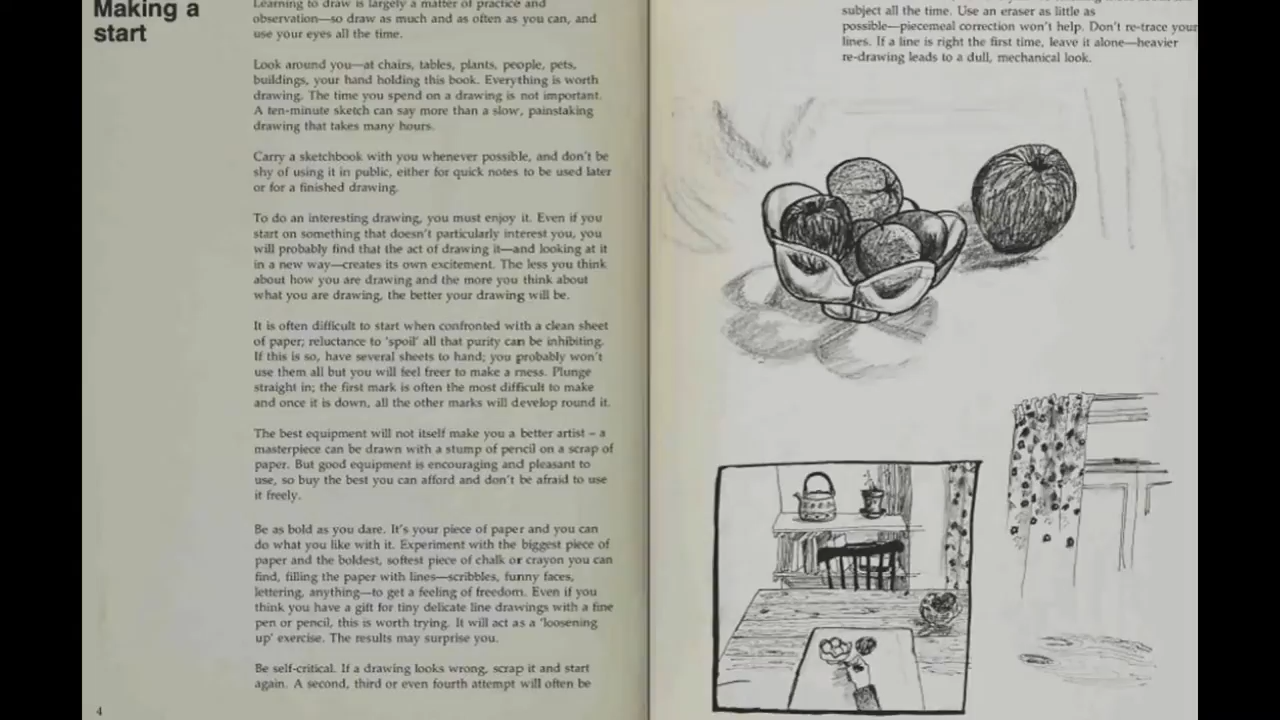 Making a
start
Learning to draw is largely a matter of practice and
observation—so draw as much and as often as you can, and
use your eyes all the time.
Look around you—at chairs, tables, plants, people, pets,
buildings, your hand holding this book. Everything is worth
drawing. The time you spend on a drawing is not important.
A ten-minute sketch can say more than a slow, painstaking
drawing that takes many hours.
Carry a sketchbook with you whenever possible, and don't be
shy of using it in public, either for quick notes to be used later
or for a finished drawing.
To do an interesting drawing, you must enjoy it. Even if you
start on something that doesn't particularly interest you, you
will probably find that the act of drawing it—and looking at it
in a new way—creates its own excitement. The less you think
about how you are drawing and the more you think about
what you are drawing, the better your drawing will be.
It is often difficult to start when confronted with a clean sheet
of paper; reluctance to 'spoil' all that purity can be inhibiting.
If this is so, have several sheets to hand; you probably won't
use them all but you will feel freer to make a mess. Plunge
straight in; the first mark is often the most difficult to make
and once it is down, all the other marks will develop round it.
The best equipment will not itself make you a better artist – a
masterpiece can be drawn with a stump of pencil on a scrap of
paper. But good equipment is encouraging and pleasant to
use, so buy the best you can afford and don't be afraid to use
it freely.
Be as bold as you dare. It's your piece of paper and you can
do what you like with it. Experiment with the biggest piece of
paper and the boldest, softest piece of chalk or crayon you can
find, filling the paper with lines—scribbles, funny faces,
lettering, anything—to get a feeling of freedom. Even if you
think you have a gift for tiny delicate line drawings with a fine
pen or pencil, this is worth trying. It will act as a 'loosening
up' exercise. The results may surprise you.
Be self-critical. If a drawing looks wrong, scrap it and start
again. A second, third or even fourth attempt will often be
4
subject all the time. Use an eraser as little as
possible—piecemeal correction won't help. Don't re-trace your
lines. If a line is right the first time, leave it alone—heavier
re-drawing leads to a dull, mechanical look.